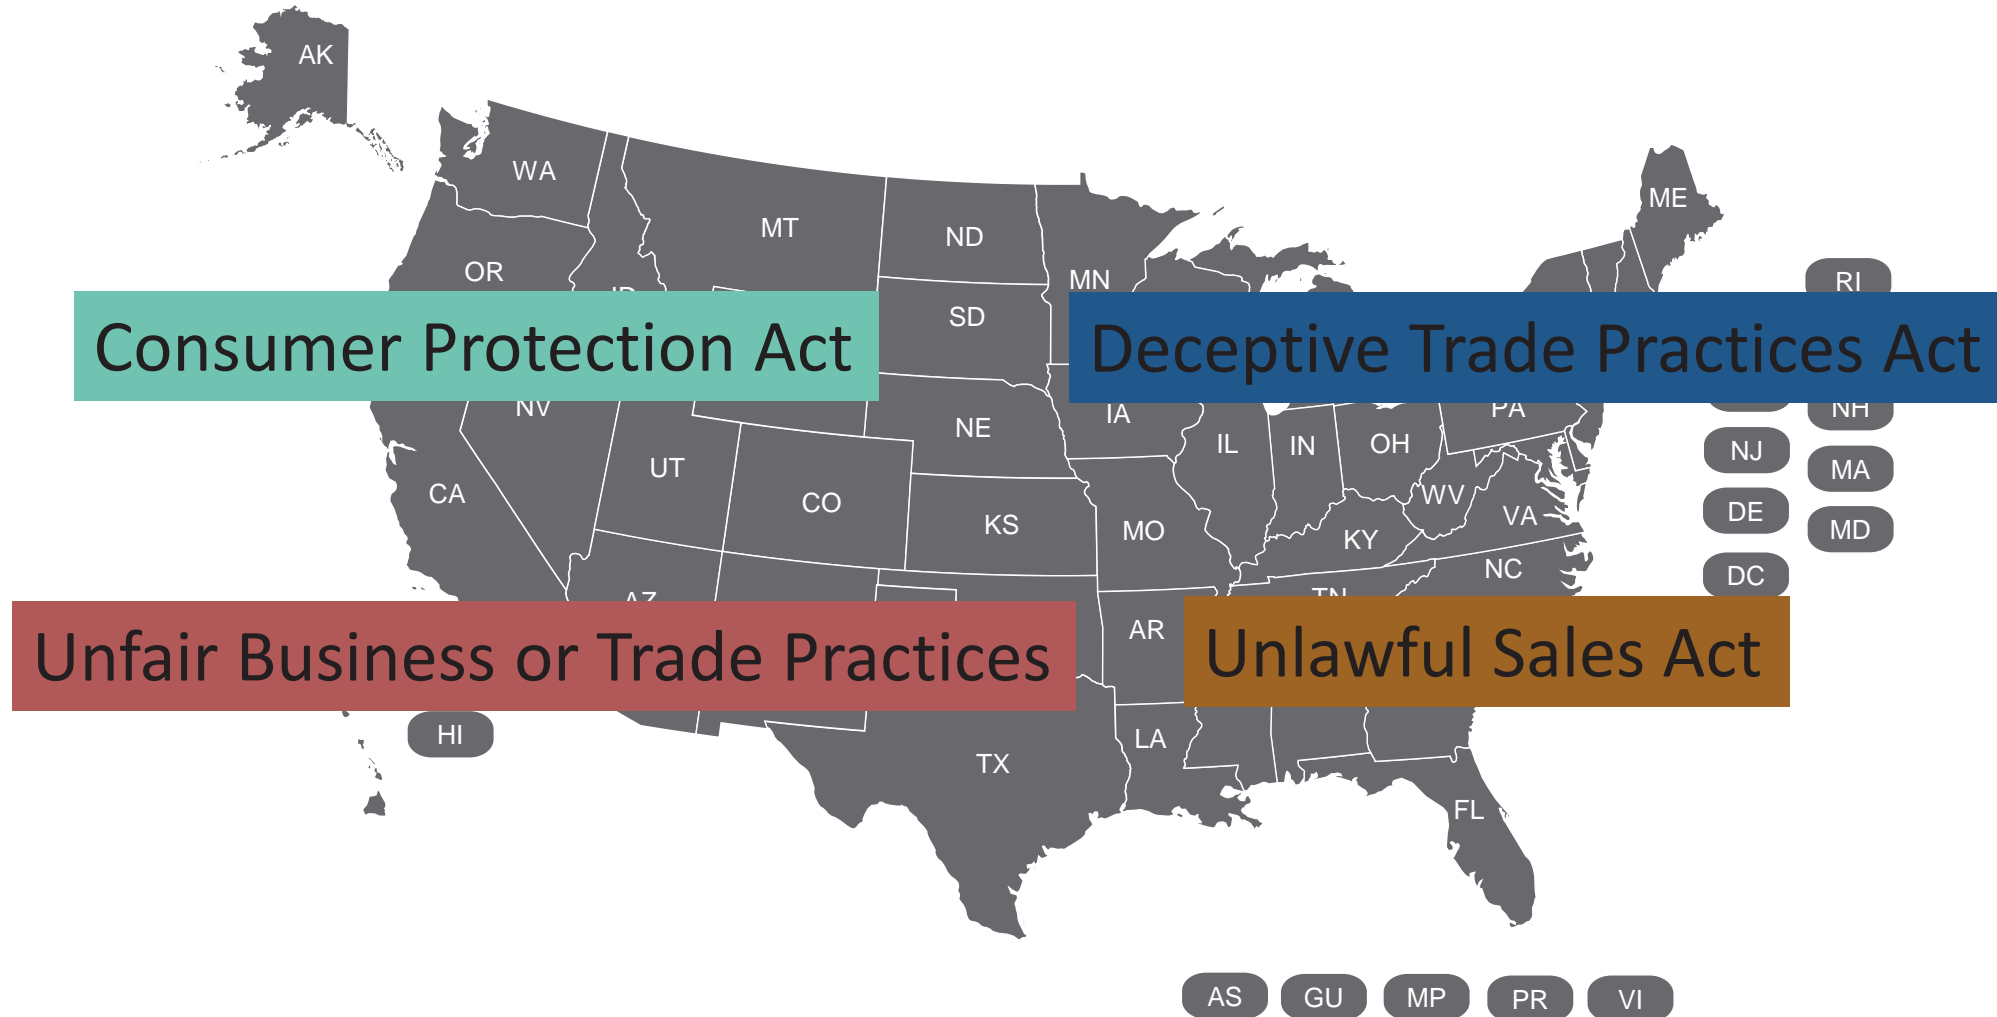 AK
WA
MT
ND
ME
OR
MN
RI
SD
Consumer Protection Act
Deceptive Trade Practices Act
NV
NE
IA
PA
NH
UT
IL
IN
OH
NJ
MA
CA
CO
KS
MO
WV
VA
DE
MD
KY
NC
DC
AZ
TN
AR
Unfair Business or Trade Practices
Unlawful Sales Act
HI
LA
TX
FL
AS
GU
MP
PR
VI